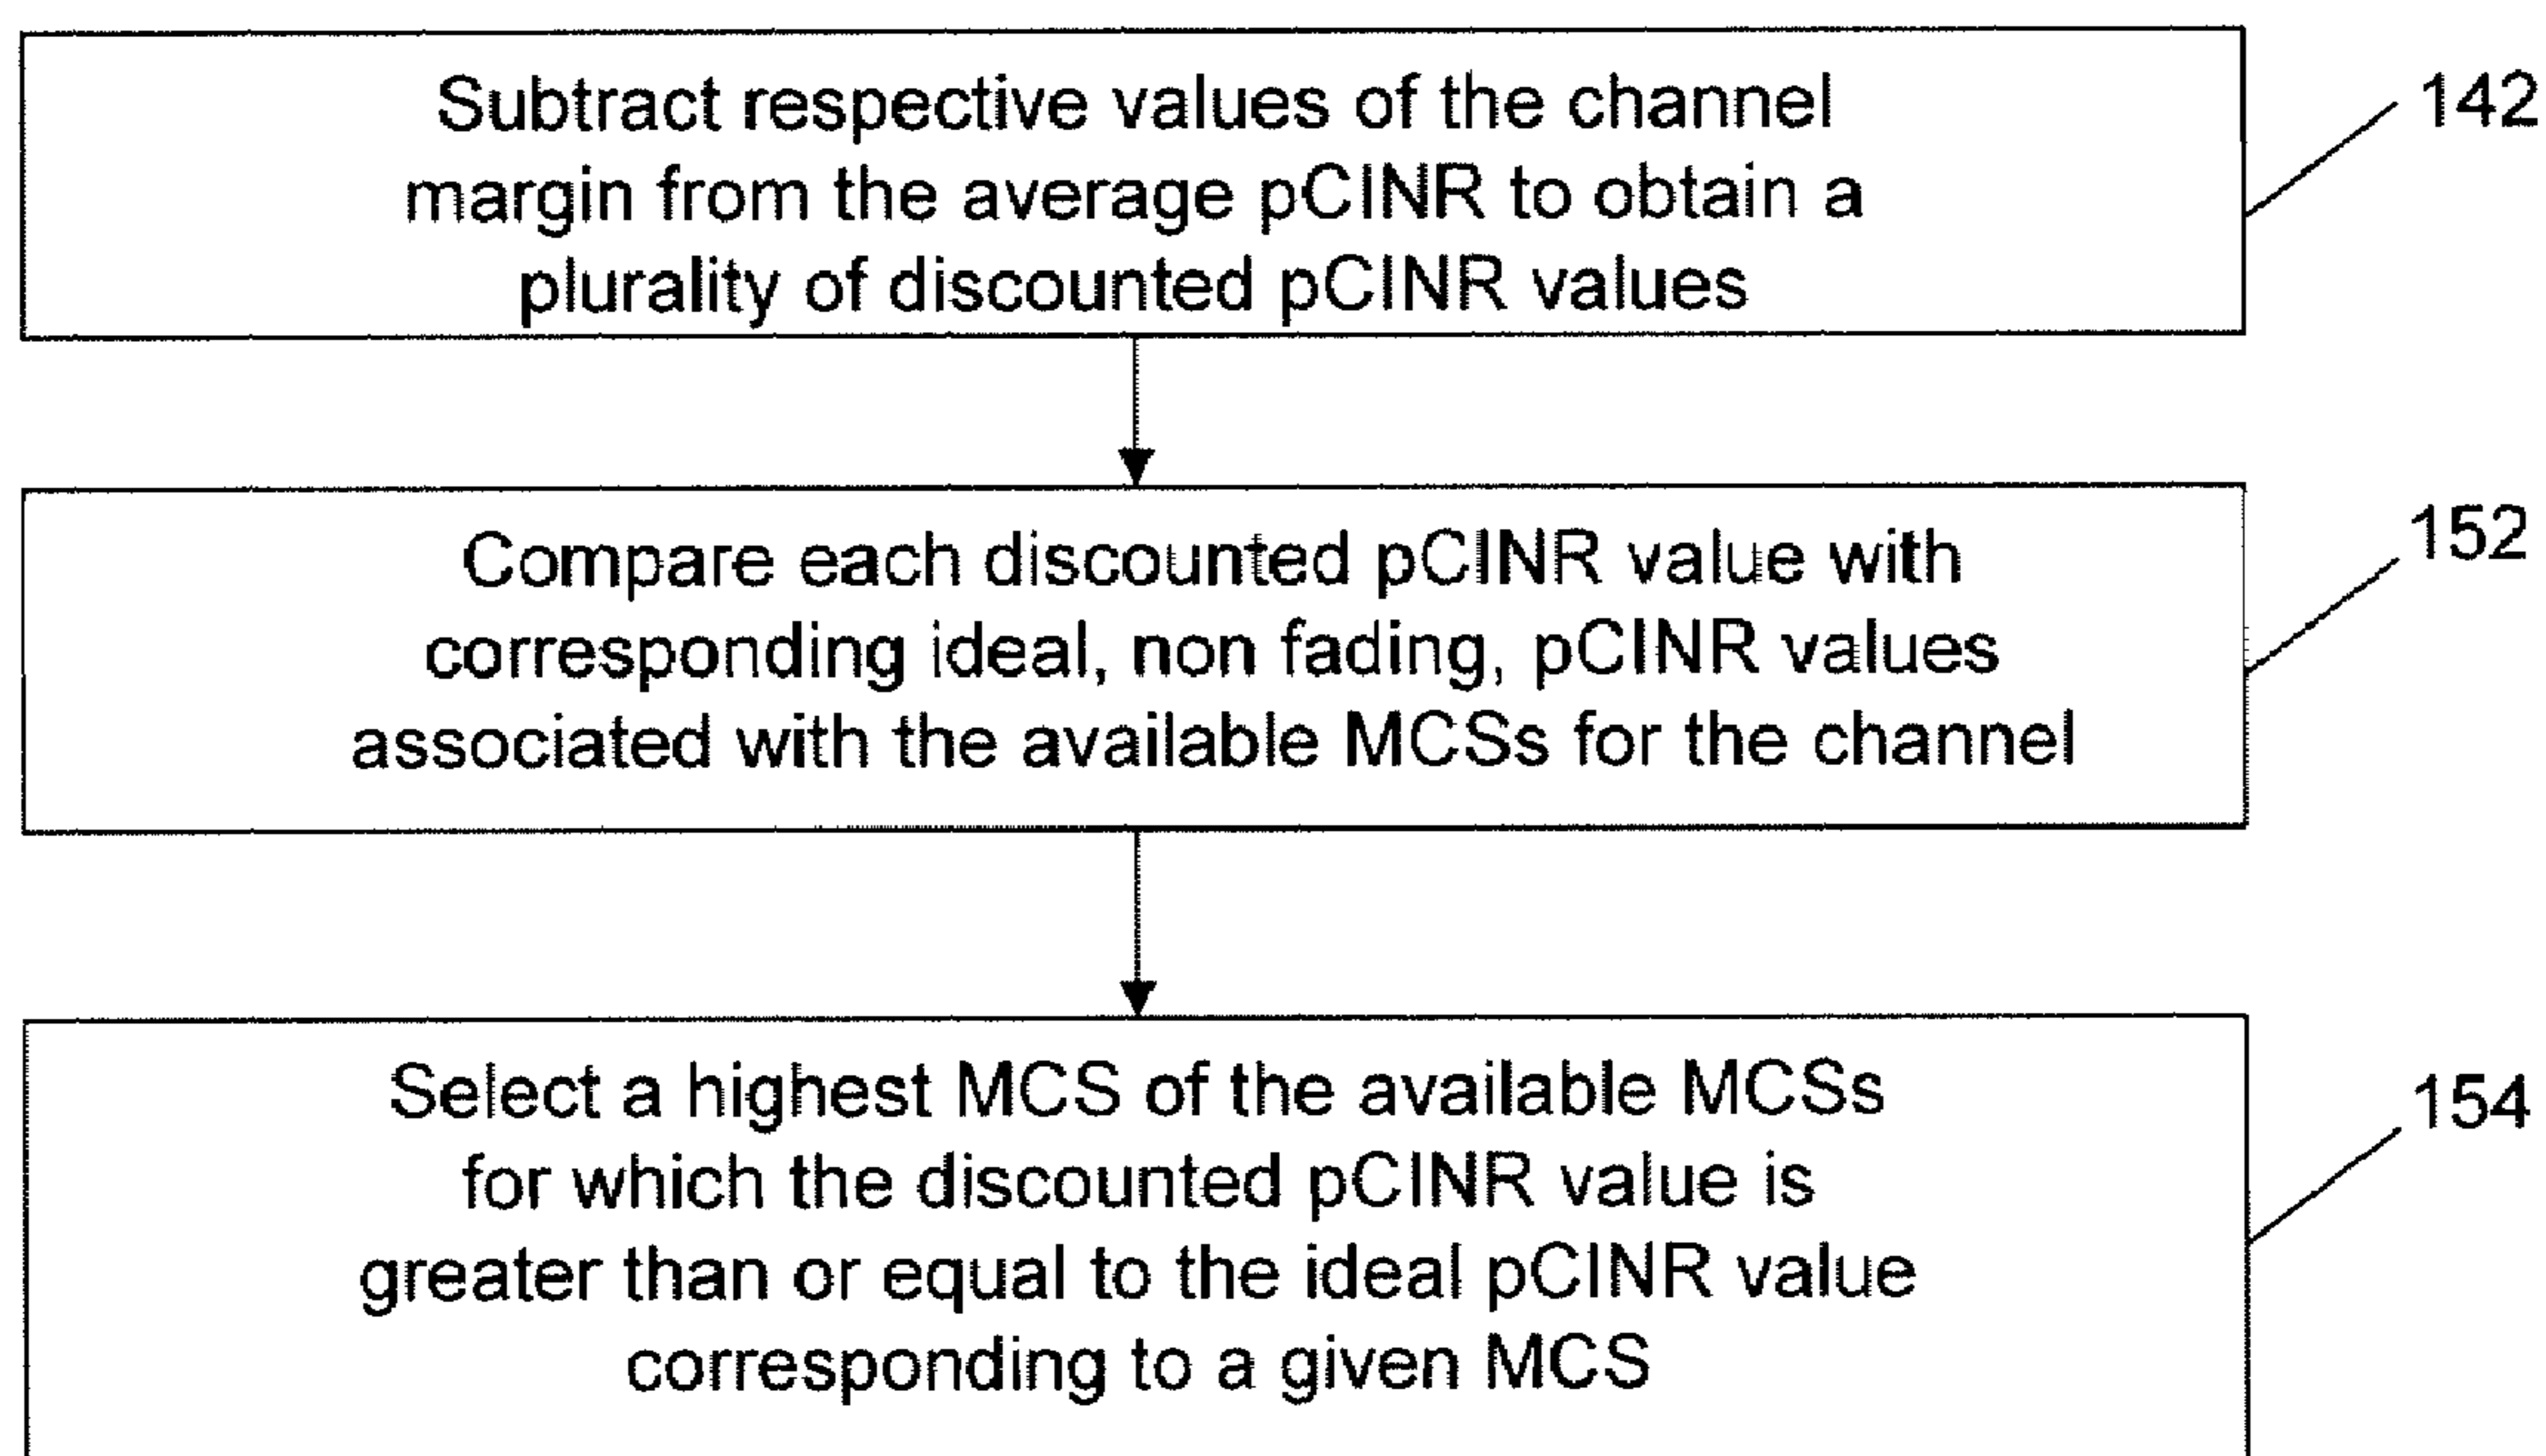 Subtract respective values of the channel
margin from the average pCINR to obtain a
plurality of discounted pCINR values
142
Compare each discounted pCINR value with
corresponding ideal, non fading, pCINR values
associated with the available MCSs for the channel
152
Select a highest MCS of the available MCSs
for which the discounted pCINR value is
greater than or equal to the ideal pCINR value
corresponding to a given MCS
154